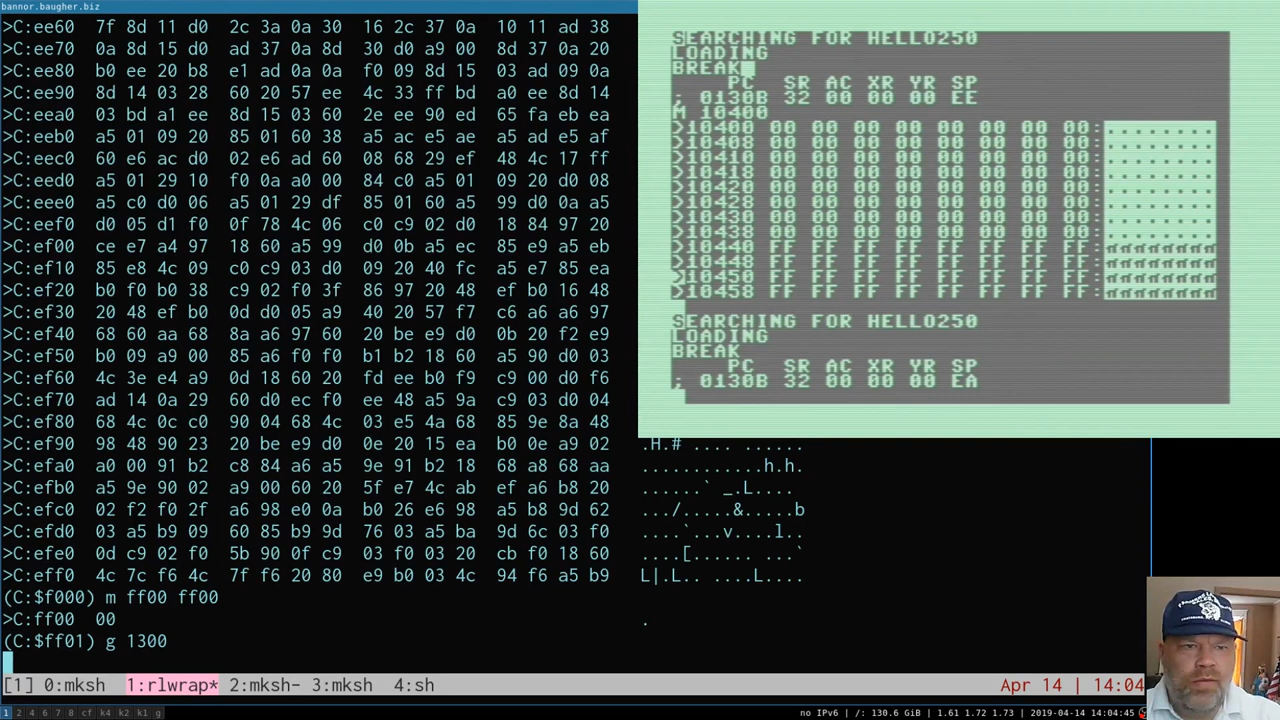 bannor.baugher.biz
>C:ee60  7f 8d 11 d0  2c 3a 0a 30  16 2c 37 0a  10 11 ad 38
>C:ee70  0a 8d 15 d0  ad 37 0a 8d  30 d0 a9 00  8d 37 0a 20
>C:ee80  b0 ee 20 b8  e1 ad 0a 0a  f0 09 8d 15  03 ad 09 0a
>C:ee90  8d 14 03 28  60 20 57 ee  4c 33 ff bd  a0 ee 8d 14
>C:eea0  03 bd a1 ee  8d 15 03 60  2e ee 90 ed  65 fa eb ea
>C:eeb0  a5 01 09 20  85 01 60 38  a5 ac e5 ae  a5 ad e5 af
>C:eec0  60 e6 ac d0  02 e6 ad 60  08 68 29 ef  48 4c 17 ff
>C:eed0  a5 01 29 10  f0 0a a0 00  84 c0 a5 01  09 20 d0 08
>C:eee0  a5 c0 d0 06  a5 01 29 df  85 01 60 a5  99 d0 0a a5
>C:eef0  d0 05 d1 f0  0f 78 4c 06  c0 c9 02 d0  18 84 97 20
>C:ef00  ce e7 a4 97  18 60 a5 99  d0 0b a5 ec  85 e9 a5 eb
>C:ef10  85 e8 4c 09  c0 c9 03 d0  09 20 40 fc  a5 e7 85 ea
>C:ef20  b0 f0 b0 38  c9 02 f0 3f  86 97 20 48  ef b0 16 48
>C:ef30  20 48 ef b0  0d d0 05 a9  40 20 57 f7  c6 a6 a6 97
>C:ef40  68 60 aa 68  8a a6 97 60  20 be e9 d0  0b 20 f2 e9
>C:ef50  b0 09 a9 00  85 a6 f0 f0  b1 b2 18 60  a5 90 d0 03
>C:ef60  4c 3e e4 a9  0d 18 60 20  fd ee b0 f9  c9 00 d0 f6
>C:ef70  ad 14 0a 29  60 d0 ec f0  ee 48 a5 9a  c9 03 d0 04
>C:ef80  68 4c 0c c0  90 04 68 4c  03 e5 4a 68  85 9e 8a 48
>C:ef90  98 48 90 23  20 be e9 d0  0e 20 15 ea  b0 0e a9 02  .H.# .... ......
>C:efa0  a0 00 91 b2  c8 84 a6 a5  9e 91 b2 18  68 a8 68 aa  ............h.h.
>C:efb0  a5 9e 90 02  a9 00 60 20  5f e7 4c ab  ef a6 b8 20  ......` _.L....
>C:efc0  02 f2 f0 2f  a6 98 e0 0a  b0 26 e6 98  a5 b8 9d 62  .../.....&.....b
>C:efd0  03 a5 b9 09  60 85 b9 9d  76 03 a5 ba  9d 6c 03 f0  ....`...v....l..
>C:efe0  0d c9 02 f0  5b 90 0f c9  03 f0 03 20  cb f0 18 60  ....[...... ...`
>C:eff0  4c 7c f6 4c  7f f6 20 80  e9 b0 03 4c  94 f6 a5 b9  L|.L.. ....L....
(C:$f000) m ff00 ff00
>C:ff00  00  .
(C:$ff01) g 1300
SEARCHING FOR HELLO250
LOADING
BREAK
PC SR AC XR YR SP
; 0130B 32 00 00 00 EE
M 10400
>10400 00 00 00 00 00 00 00 00:........
>10408 00 00 00 00 00 00 00 00:........
>10410 00 00 00 00 00 00 00 00:........
>10418 00 00 00 00 00 00 00 00:........
>10420 00 00 00 00 00 00 00 00:........
>10428 00 00 00 00 00 00 00 00:........
>10430 00 00 00 00 00 00 00 00:........
>10438 00 00 00 00 00 00 00 00:........
>10440 FF FF FF FF FF FF FF FF:ππππππππ
>10448 FF FF FF FF FF FF FF FF:ππππππππ
>10450 FF FF FF FF FF FF FF FF:ππππππππ
>10458 FF FF FF FF FF FF FF FF:ππππππππ
SEARCHING FOR HELLO250
LOADING
BREAK
PC SR AC XR YR SP
; 0130B 32 00 00 00 EA
[1] 0:mksh 1:rlwrap* 2:mksh- 3:mksh 4:sh Apr 14 | 14:04
1 2 3 4 5 6 7 8 cf k4 k2 k1 g no IPv6 | /: 130.6 GiB | 1.61 1.72 1.73 | 2019-04-14 14:04:45